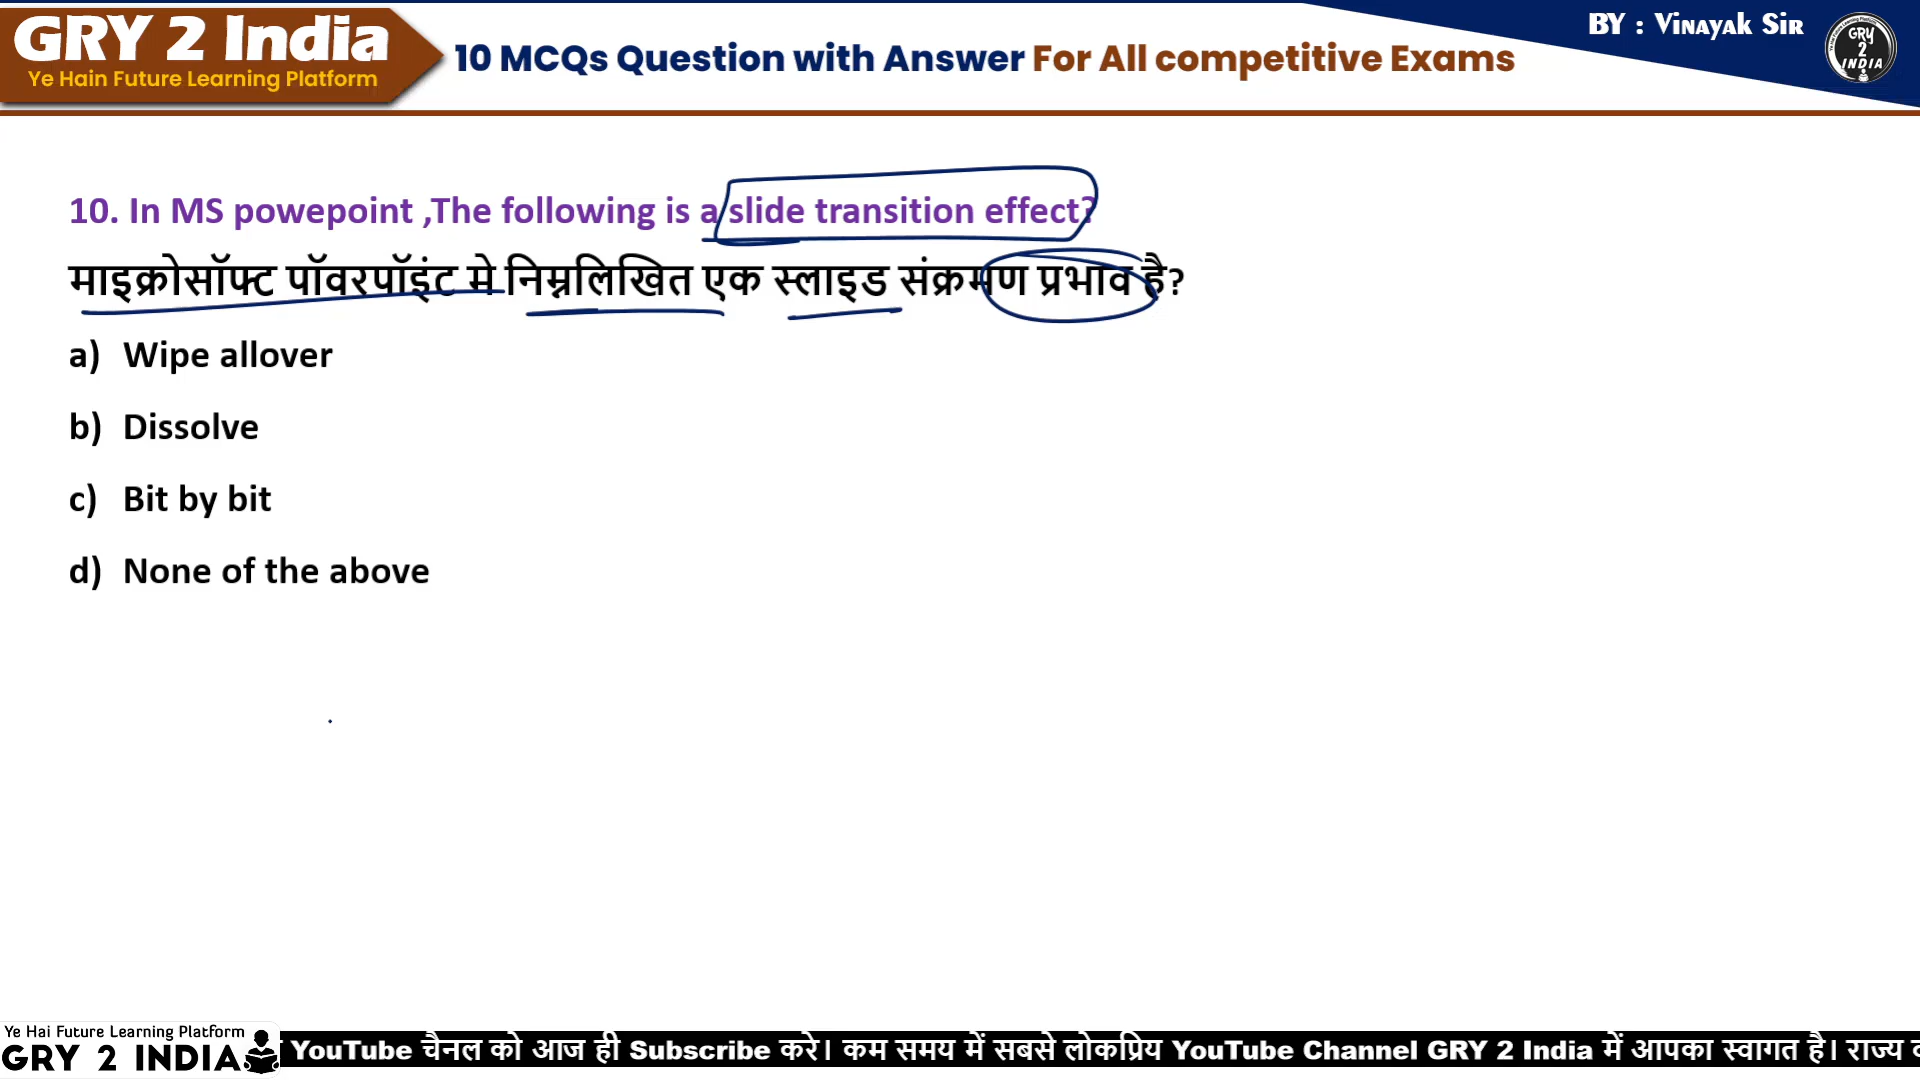 GRY 2 India
Ye Hain Future Learning Platform
10 MCQs Question with Answer For All competitive Exams
BY : Vinayak Sir
GRY
2
INDIA
10. In MS powepoint ,The following is a slide transition effect?
माइक्रोसॉफ्ट पॉवरपॉइंट मे निम्नलिखित एक स्लाइड संक्रमण प्रभाव है?
a) Wipe allover
b) Dissolve
c) Bit by bit
d) None of the above
Ye Hai Future Learning Platform
GRY 2 INDIA
YouTube चैनल को आज ही Subscribe करे। कम समय में सबसे लोकप्रिय YouTube Channel GRY 2 India में आपका स्वागत है। राज्य